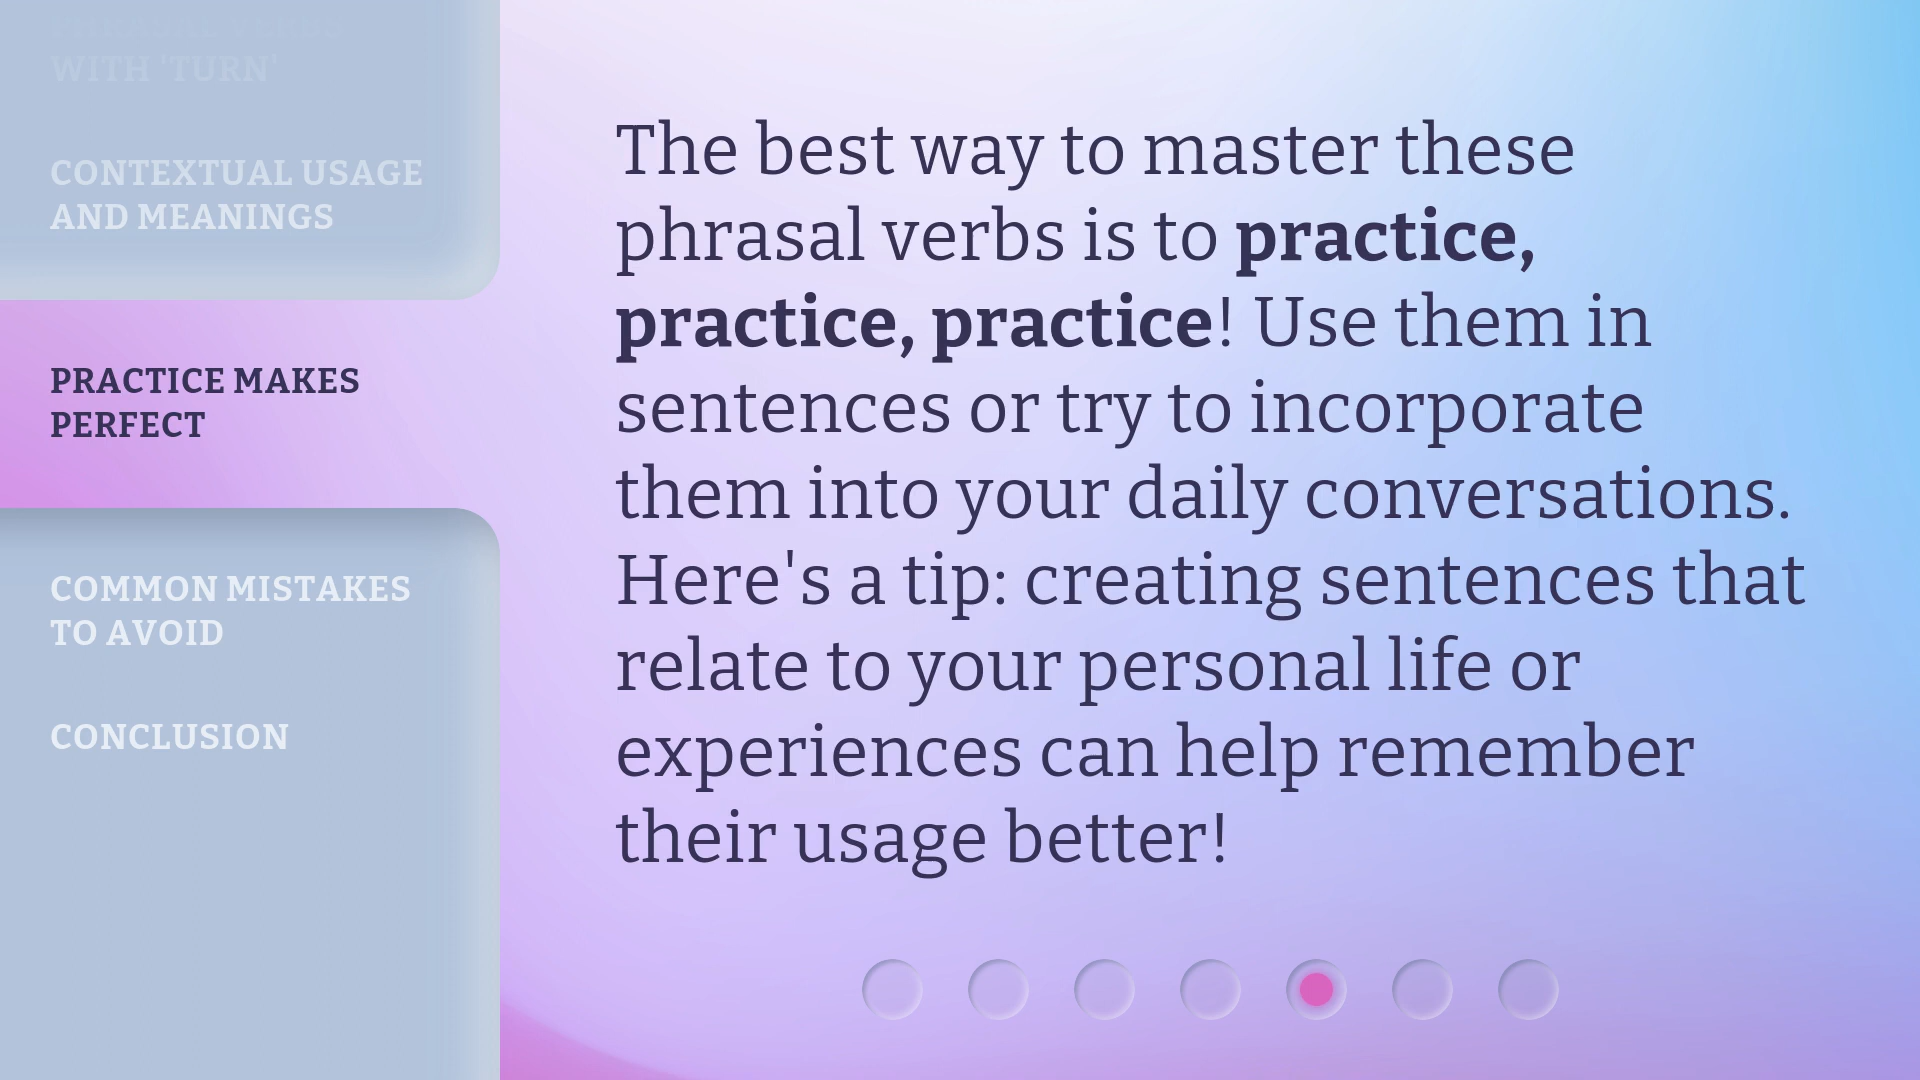 PHRASAL VERBS
WITH 'TURN'
CONTEXTUAL USAGE
AND MEANINGS
PRACTICE MAKES
PERFECT
COMMON MISTAKES
TO AVOID
CONCLUSION
The best way to master these
phrasal verbs is to practice,
practice, practice! Use them in
sentences or try to incorporate
them into your daily conversations.
Here's a tip: creating sentences that
relate to your personal life or
experiences can help remember
their usage better!